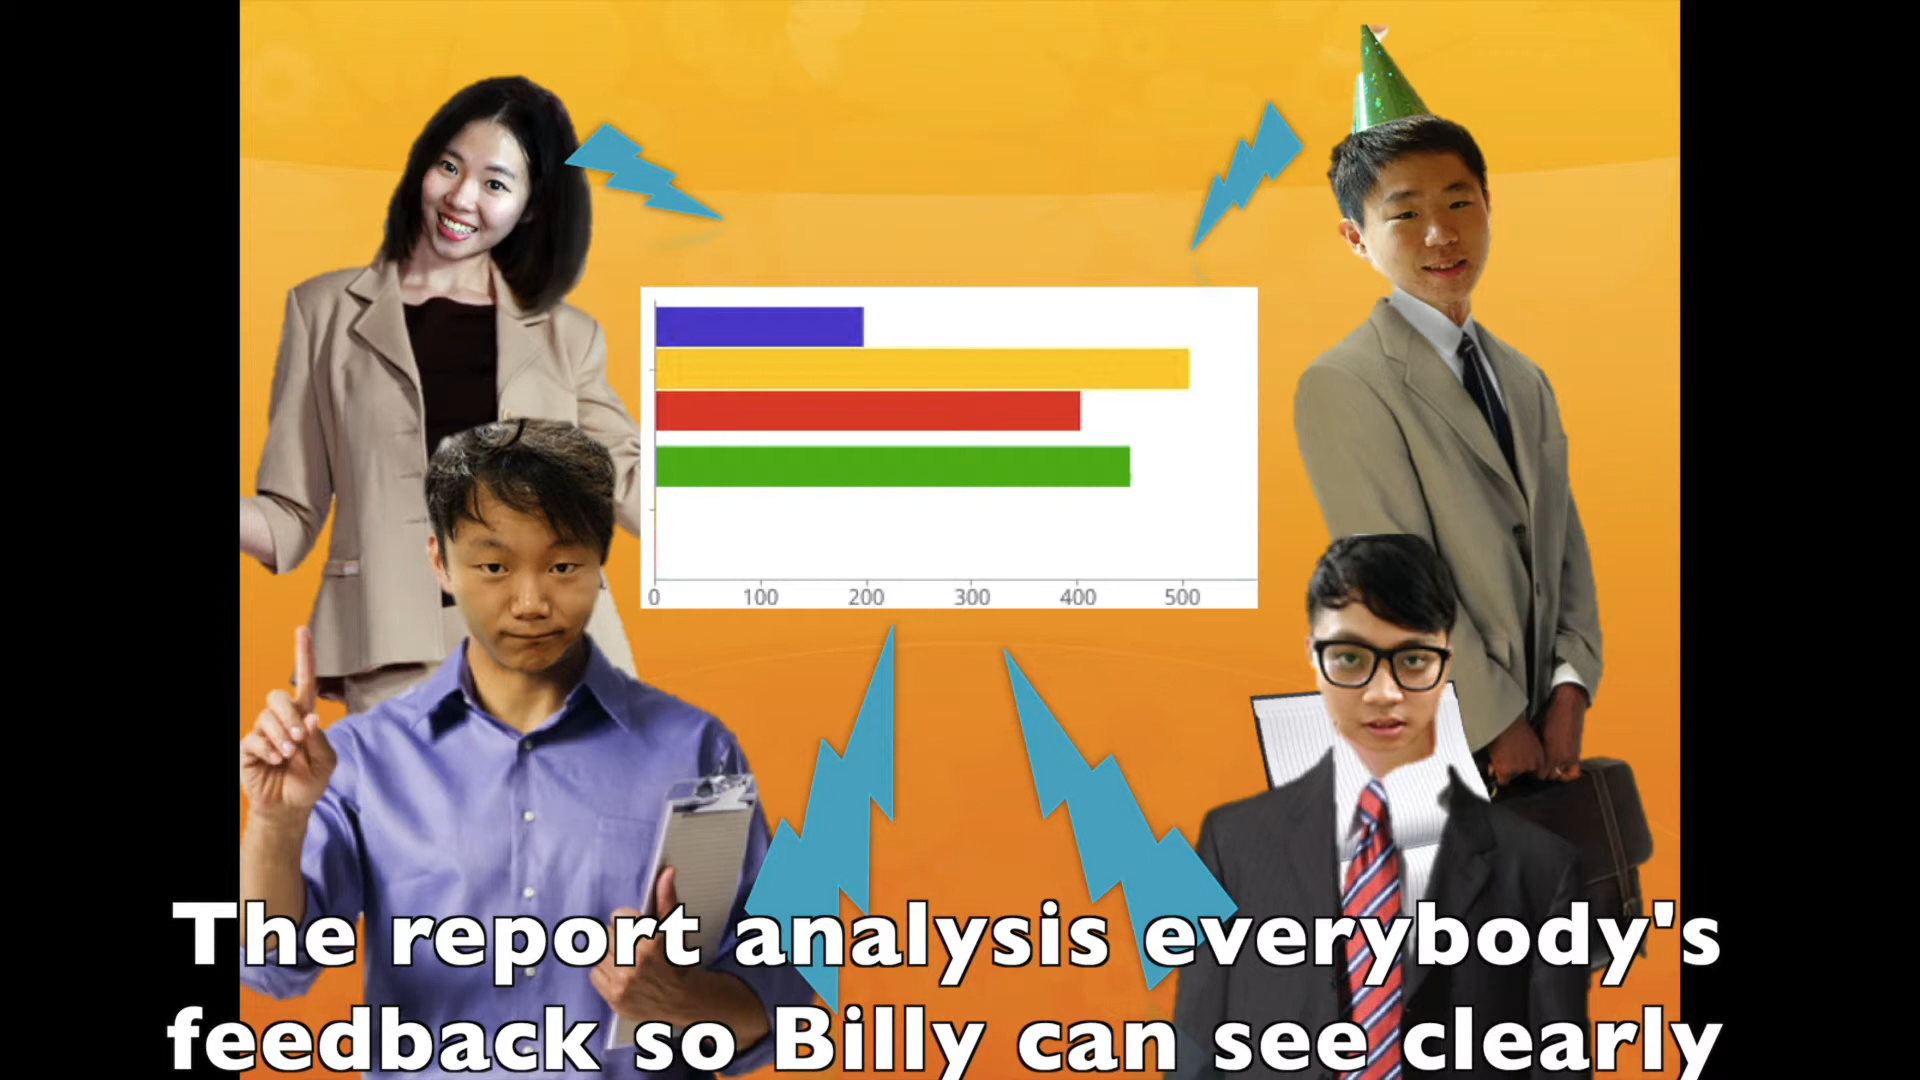 0 100 200 300 400 500
The report analysis everybody's
feedback so Billy can see clearly